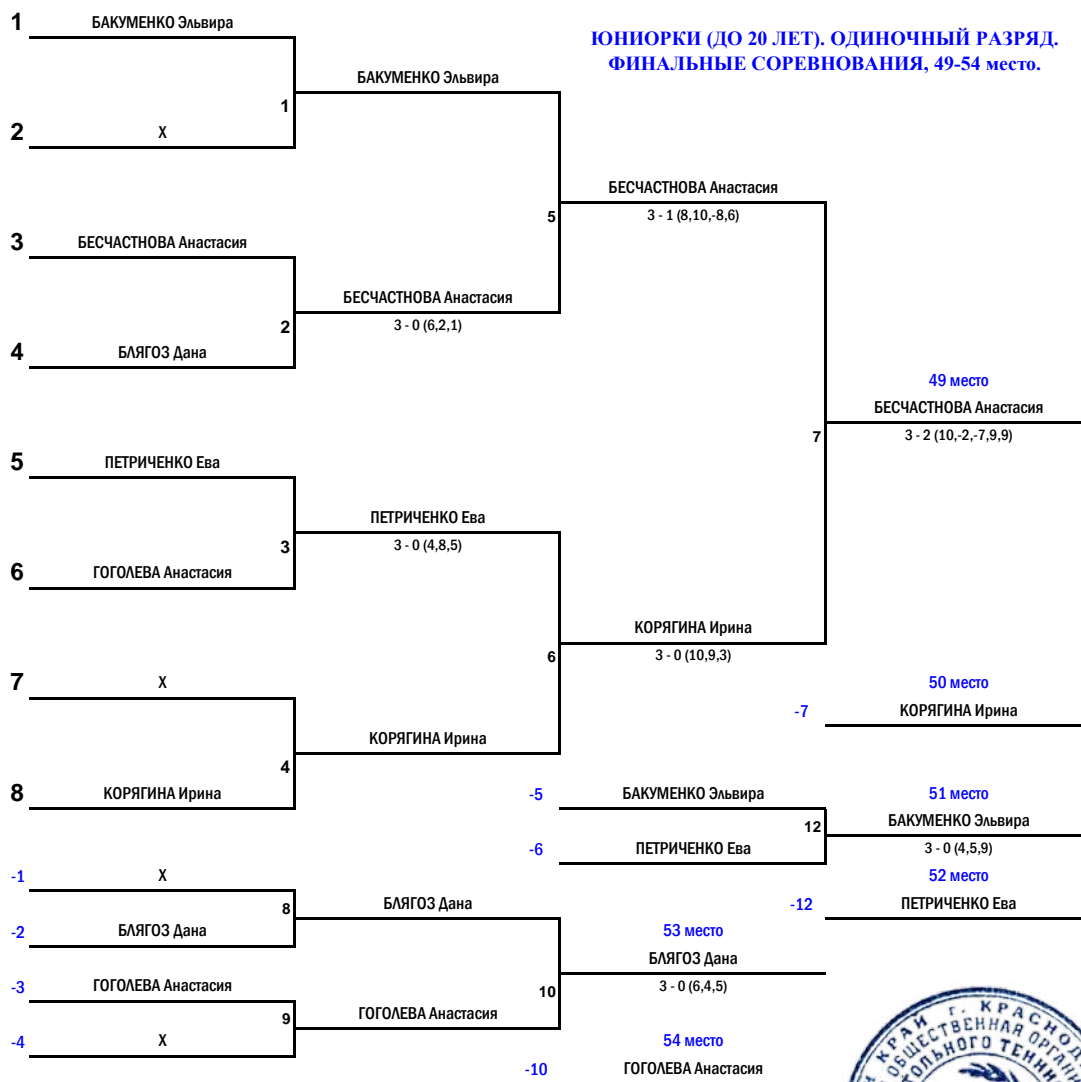 ЮНИОРКИ (ДО 20 ЛЕТ). ОДИНОЧНЫЙ РАЗРЯД.
ФИНАЛЬНЫЕ СОРЕВНОВАНИЯ, 49-54 место.
1 БАКУМЕНКО Эльвира
БАКУМЕНКО Эльвира
1
2 X
БЕСЧАСТНОВА Анастасия
5 3 - 1 (8,10,-8,6)
3 БЕСЧАСТНОВА Анастасия
БЕСЧАСТНОВА Анастасия
2 3 - 0 (6,2,1)
4 БЛЯГОЗ Дана
49 место
БЕСЧАСТНОВА Анастасия
7 3 - 2 (10,-2,-7,9,9)
5 ПЕТРИЧЕНКО Ева
ПЕТРИЧЕНКО Ева
3 3 - 0 (4,8,5)
6 ГОГОЛЕВА Анастасия
КОРЯГИНА Ирина
6 3 - 0 (10,9,3)
7 X
50 место
-7 КОРЯГИНА Ирина
КОРЯГИНА Ирина
4
8 КОРЯГИНА Ирина
-5 БАКУМЕНКО Эльвира
51 место
12 БАКУМЕНКО Эльвира
-6 ПЕТРИЧЕНКО Ева
3 - 0 (4,5,9)
52 место
-12 ПЕТРИЧЕНКО Ева
-1 X
8 БЛЯГОЗ Дана
-2 БЛЯГОЗ Дана
53 место
БЛЯГОЗ Дана
10 3 - 0 (6,4,5)
-3 ГОГОЛЕВА Анастасия
9 ГОГОЛЕВА Анастасия
-4 X
54 место
-10 ГОГОЛЕВА Анастасия
КРАЙ г. КРАСНОД
ОБЩЕСТВЕННАЯ ОРГАНИ
ОЛЬНОГО ТЕННИ